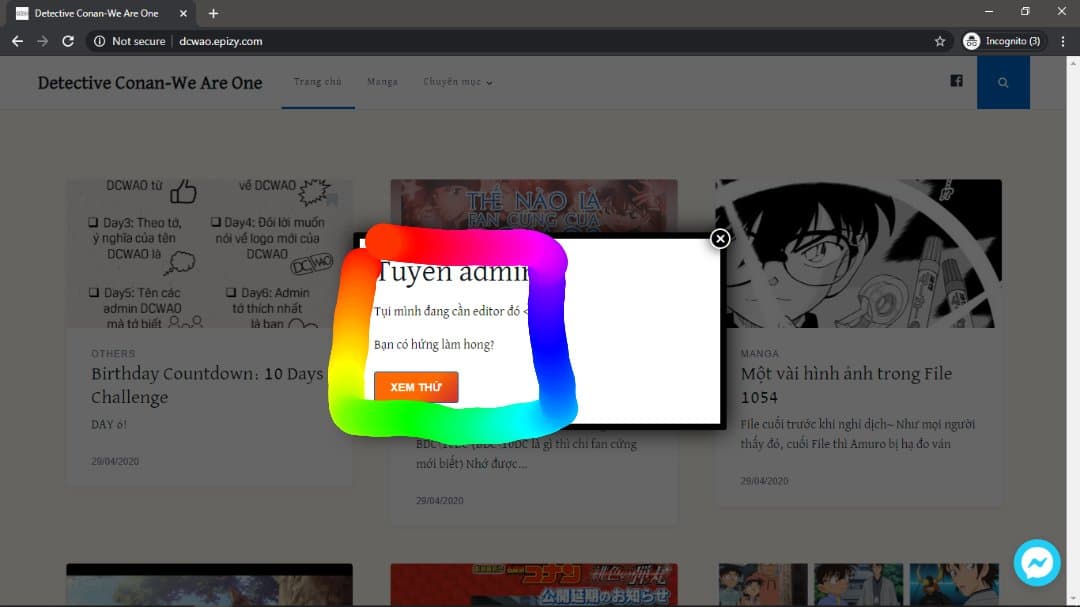 Detective Conan-We Are One
Incognito (3)
Not secure
dcwao.epizy.com
Detective Conan-We Are One
Trang chủ
Manga
Chuyên mục
DCWAO từ
về DCWAO
Day3: Theo tớ,
ý nghĩa của tên
DCWAO là
Day4: Đôi lời muốn
nói về logo mới của
DCWAO
DCWAO
Day5: Tên các
admin DCWAO
mà tớ biết
Day6: Admin
tớ thích nhất
là bạn
OTHERS
Birthday Countdown: 10 Days
Challenge
DAY 6!
29/04/2020
THẾ NÀO LÀ
FAN CỨNG CỦA
Tuyển admin
Tụi mình đang cần editor đó <
Bạn có hứng làm hong?
XEM THỬ
là gì thì chỉ fan cứng
mới biết) Nhớ được...
29/04/2020
MANGA
Một vài hình ảnh trong File
1054
File cuối trước khi nghỉ dịch~ Như mọi người
thấy đó, cuối File thì Amuro bị hạ đo ván
29/04/2020
公開延期のお知らせ